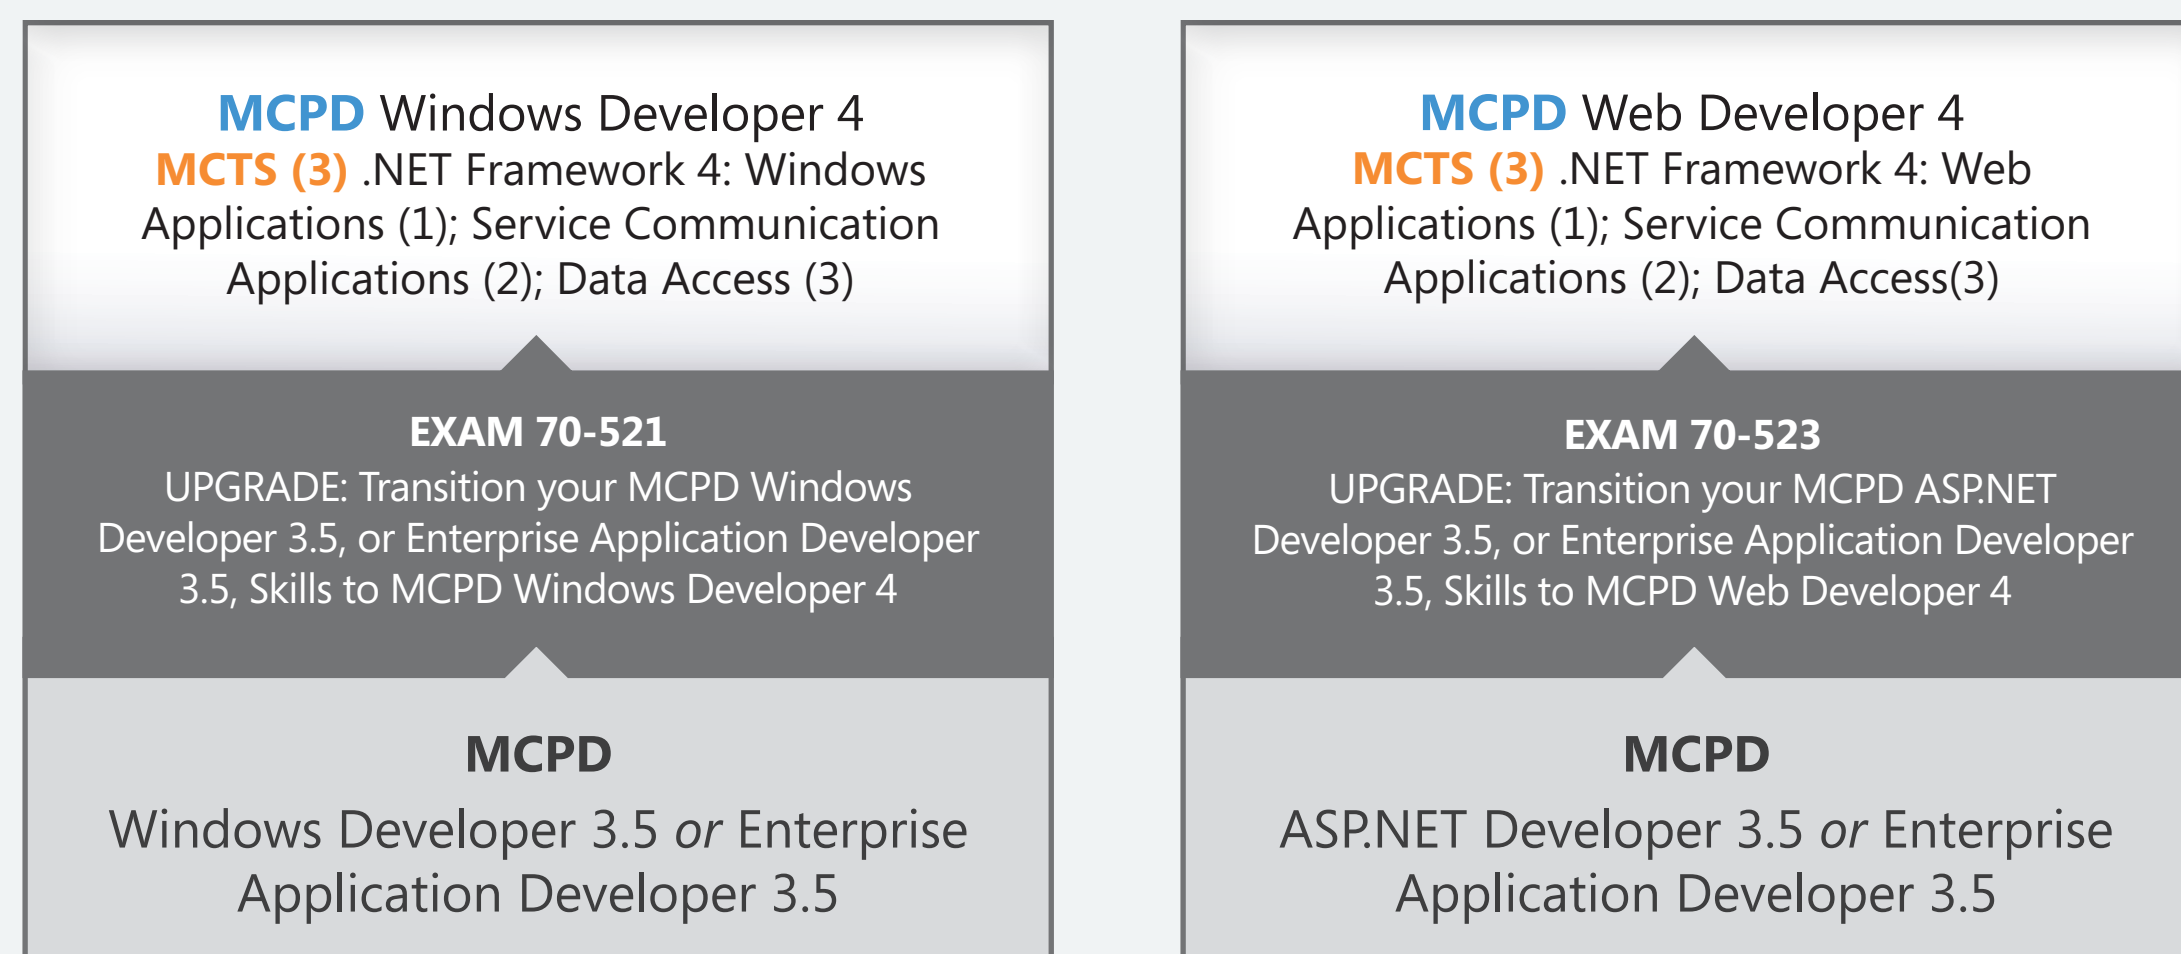 MCPD Windows Developer 4
MCTS (3) .NET Framework 4: Windows
Applications (1); Service Communication
Applications (2); Data Access (3)
EXAM 70-521
UPGRADE: Transition your MCPD Windows
Developer 3.5, or Enterprise Application Developer
3.5, Skills to MCPD Windows Developer 4
MCPD
Windows Developer 3.5 or Enterprise
Application Developer 3.5
MCPD Web Developer 4
MCTS (3) .NET Framework 4: Web
Applications (1); Service Communication
Applications (2); Data Access(3)
EXAM 70-523
UPGRADE: Transition your MCPD ASP.NET
Developer 3.5, or Enterprise Application Developer
3.5, Skills to MCPD Web Developer 4
MCPD
ASP.NET Developer 3.5 or Enterprise
Application Developer 3.5